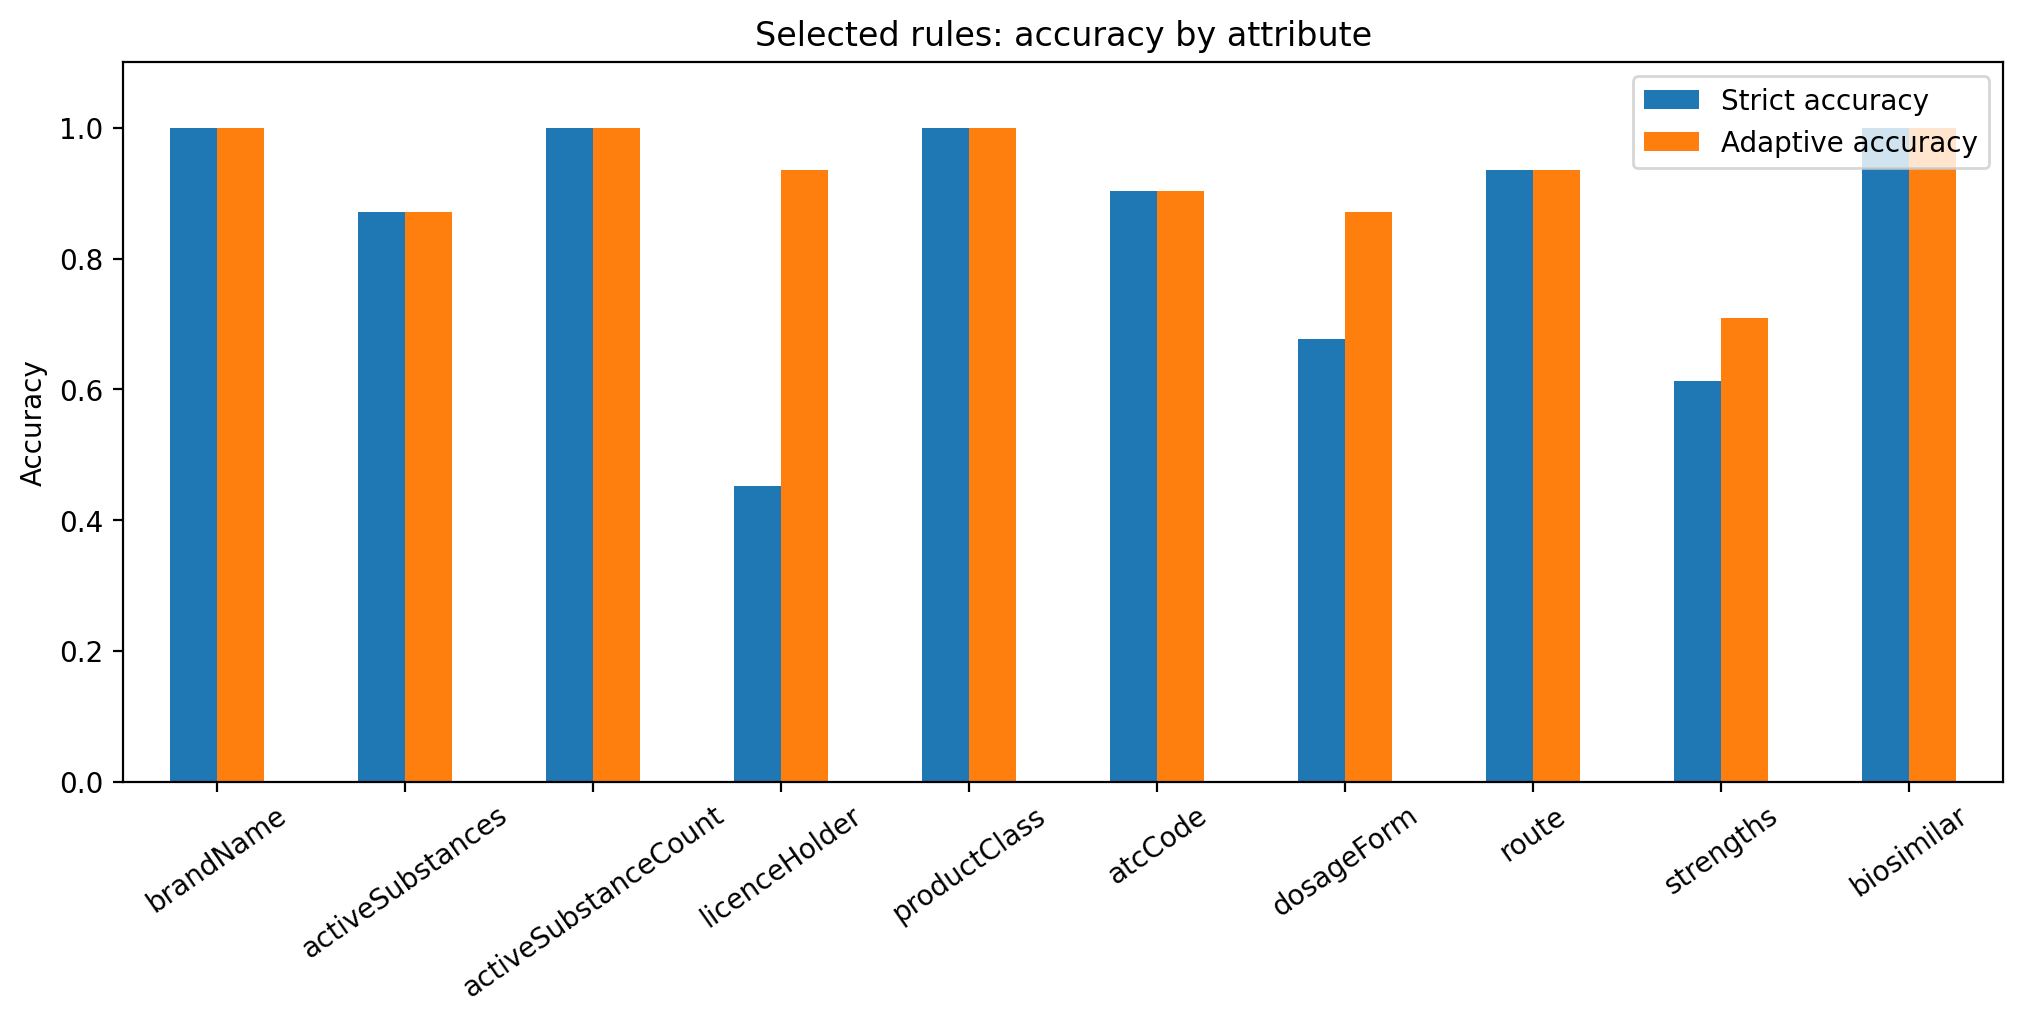 Selected rules: accuracy by attribute
Strict accuracy
Adaptive accuracy
Accuracy
1.0
0.8
0.6
0.4
0.2
0.0
brandName
activeSubstances
activeSubstanceCount
licenceHolder
productClass
atcCode
dosageForm
route
strengths
biosimilar